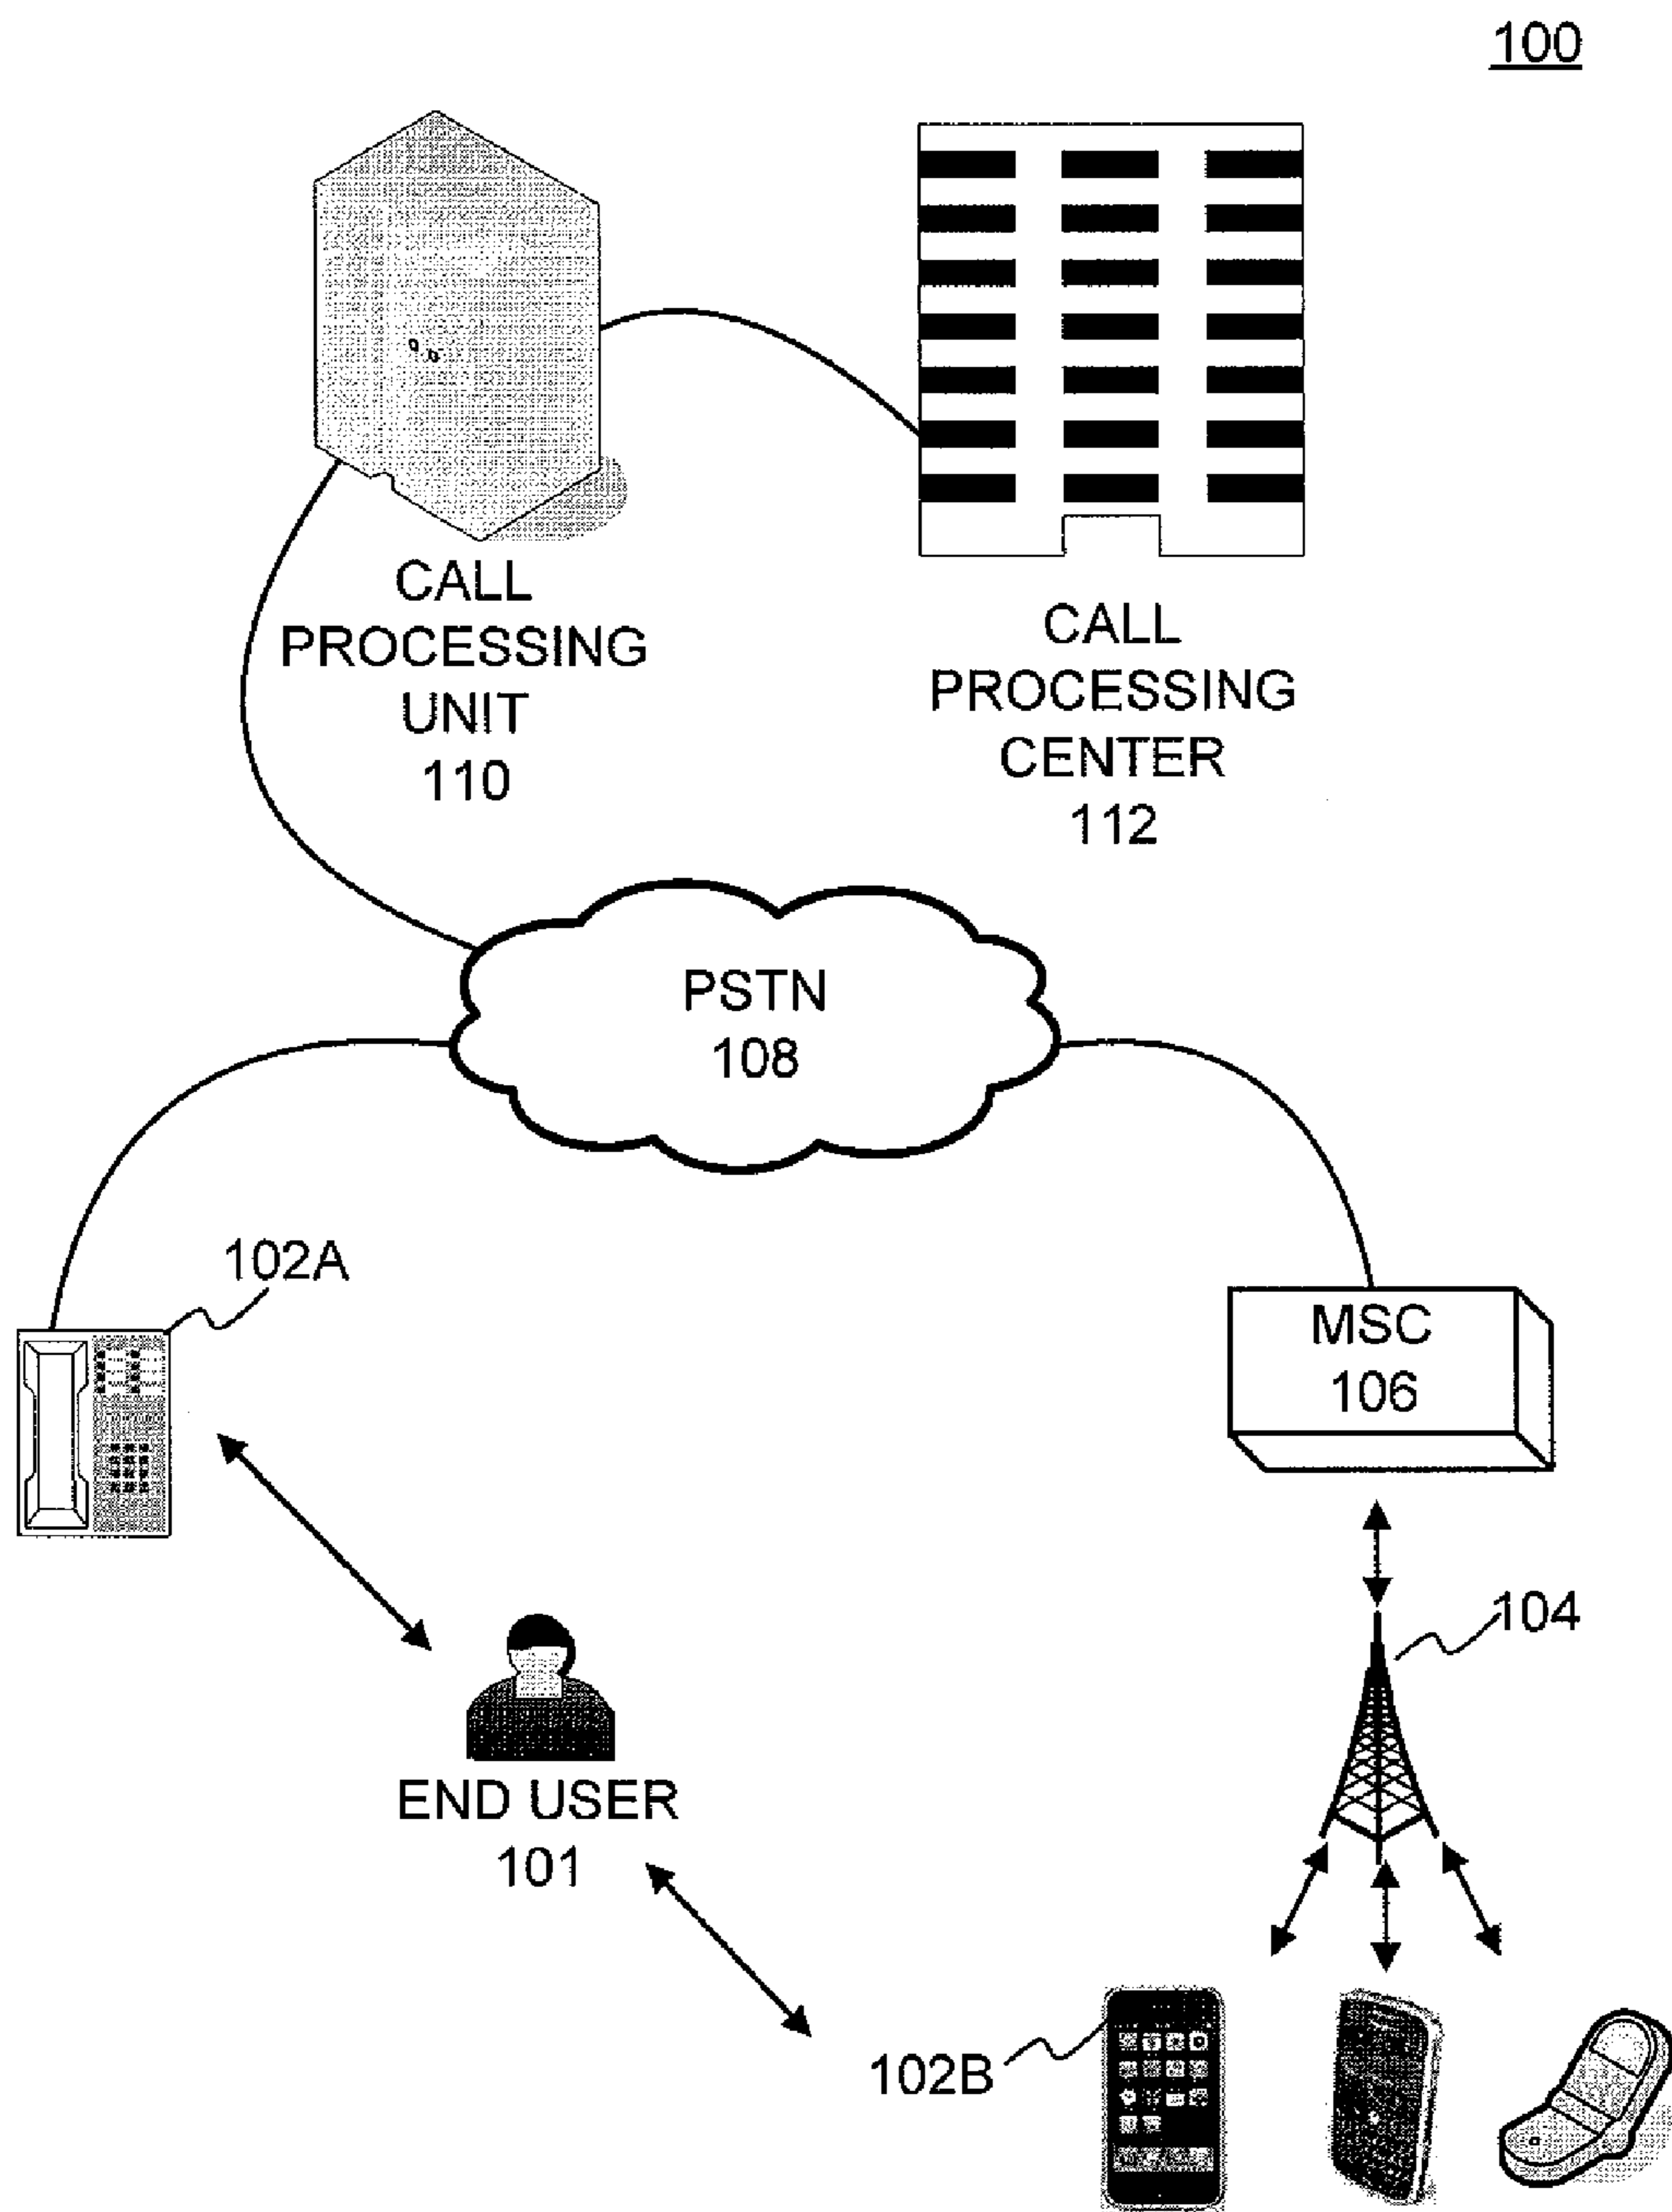 100
CALL
PROCESSING
UNIT
110
CALL
PROCESSING
CENTER
112
PSTN
108
102A
MSC
106
104
END USER
101
102B